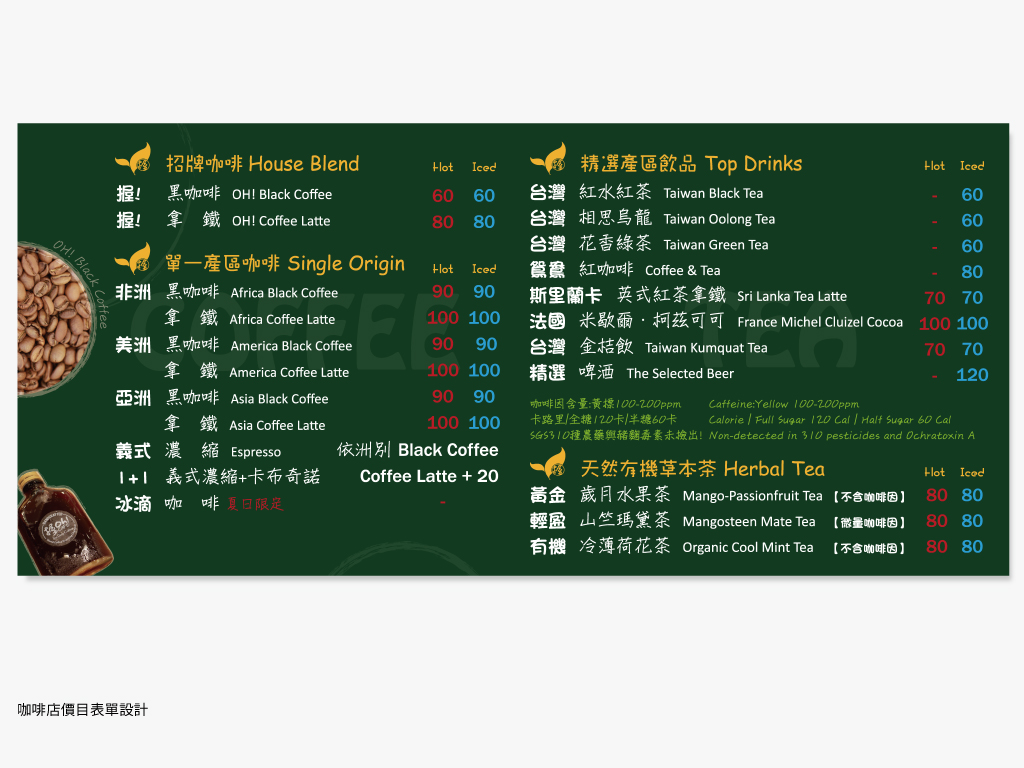 招牌咖啡 House Blend Hot Iced
握! 黑咖啡 OH! Black Coffee 60 60
握! 拿 鐵 OH! Coffee Latte 80 80
單一產區咖啡 Single Origin Hot Iced
非洲 黑咖啡 Africa Black Coffee 90 90
拿 鐵 Africa Coffee Latte 100 100
美洲 黑咖啡 America Black Coffee 90 90
拿 鐵 America Coffee Latte 100 100
亞洲 黑咖啡 Asia Black Coffee 90 90
拿 鐵 Asia Coffee Latte 100 100
義式 濃 縮 Espresso 依洲別 Black Coffee
1+1 義式濃縮+卡布奇諾 Coffee Latte + 20
冰滴 咖 啡 夏日限定 -
OH! Black Coffee
COFFEE
握oh!
精選產區飲品 Top Drinks Hot Iced
台灣 紅水紅茶 Taiwan Black Tea - 60
台灣 相思烏龍 Taiwan Oolong Tea - 60
台灣 花香綠茶 Taiwan Green Tea - 60
鴛鴦 紅咖啡 Coffee & Tea - 80
斯里蘭卡 英式紅茶拿鐵 Sri Lanka Tea Latte 70 70
法國 米歇爾·柯茲可可 France Michel Cluizel Cocoa 100 100
台灣 金桔飲 Taiwan Kumquat Tea 70 70
精選 啤酒 The Selected Beer - 120
TEA
咖啡因含量:黃標100-200ppm Caffeine:Yellow 100-200ppm
卡路里/全糖120卡/半糖60卡 Calorie / Full Sugar 120 Cal / Half Sugar 60 Cal
SGS310種農藥與赭麴毒素未檢出! Non-detected in 310 pesticides and Ochratoxin A
天然有機草本茶 Herbal Tea Hot Iced
黃金 歲月水果茶 Mango-Passionfruit Tea 【不含咖啡因】 80 80
輕盈 山竺瑪黛茶 Mangosteen Mate Tea 【微量咖啡因】 80 80
有機 冷薄荷花茶 Organic Cool Mint Tea 【不含咖啡因】 80 80
咖啡店價目表單設計